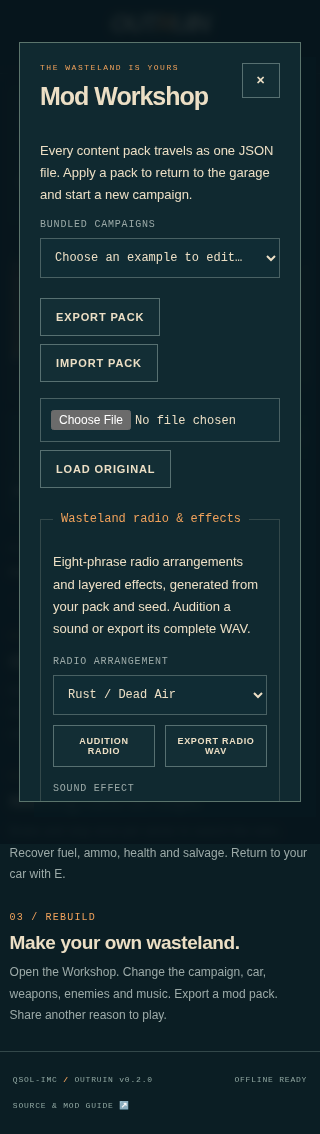 THE WASTELAND IS YOURS
Mod Workshop
×
Every content pack travels as one JSON
file. Apply a pack to return to the garage
and start a new campaign.
BUNDLED CAMPAIGNS
Choose an example to edit…
EXPORT PACK
IMPORT PACK
Choose File No file chosen
LOAD ORIGINAL
Wasteland radio & effects
Eight-phrase radio arrangements
and layered effects, generated from
your pack and seed. Audition a
sound or export its complete WAV.
RADIO ARRANGEMENT
Rust / Dead Air
AUDITION
RADIO
EXPORT RADIO
WAV
SOUND EFFECT
Recover fuel, ammo, health and salvage. Return to your
car with E.
03 / REBUILD
Make your own wasteland.
Open the Workshop. Change the campaign, car,
weapons, enemies and music. Export a mod pack.
Share another reason to play.
QSOL-IMC / OUTRUIN v0.2.0
OFFLINE READY
SOURCE & MOD GUIDE ↗